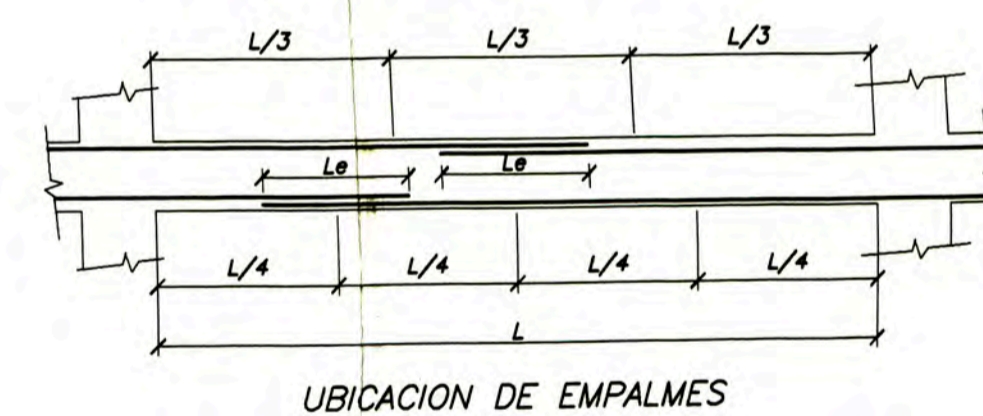 L/3 L/3 L/3
Le Le
L/4 L/4 L/4 L/4
L
UBICACION DE EMPALMES